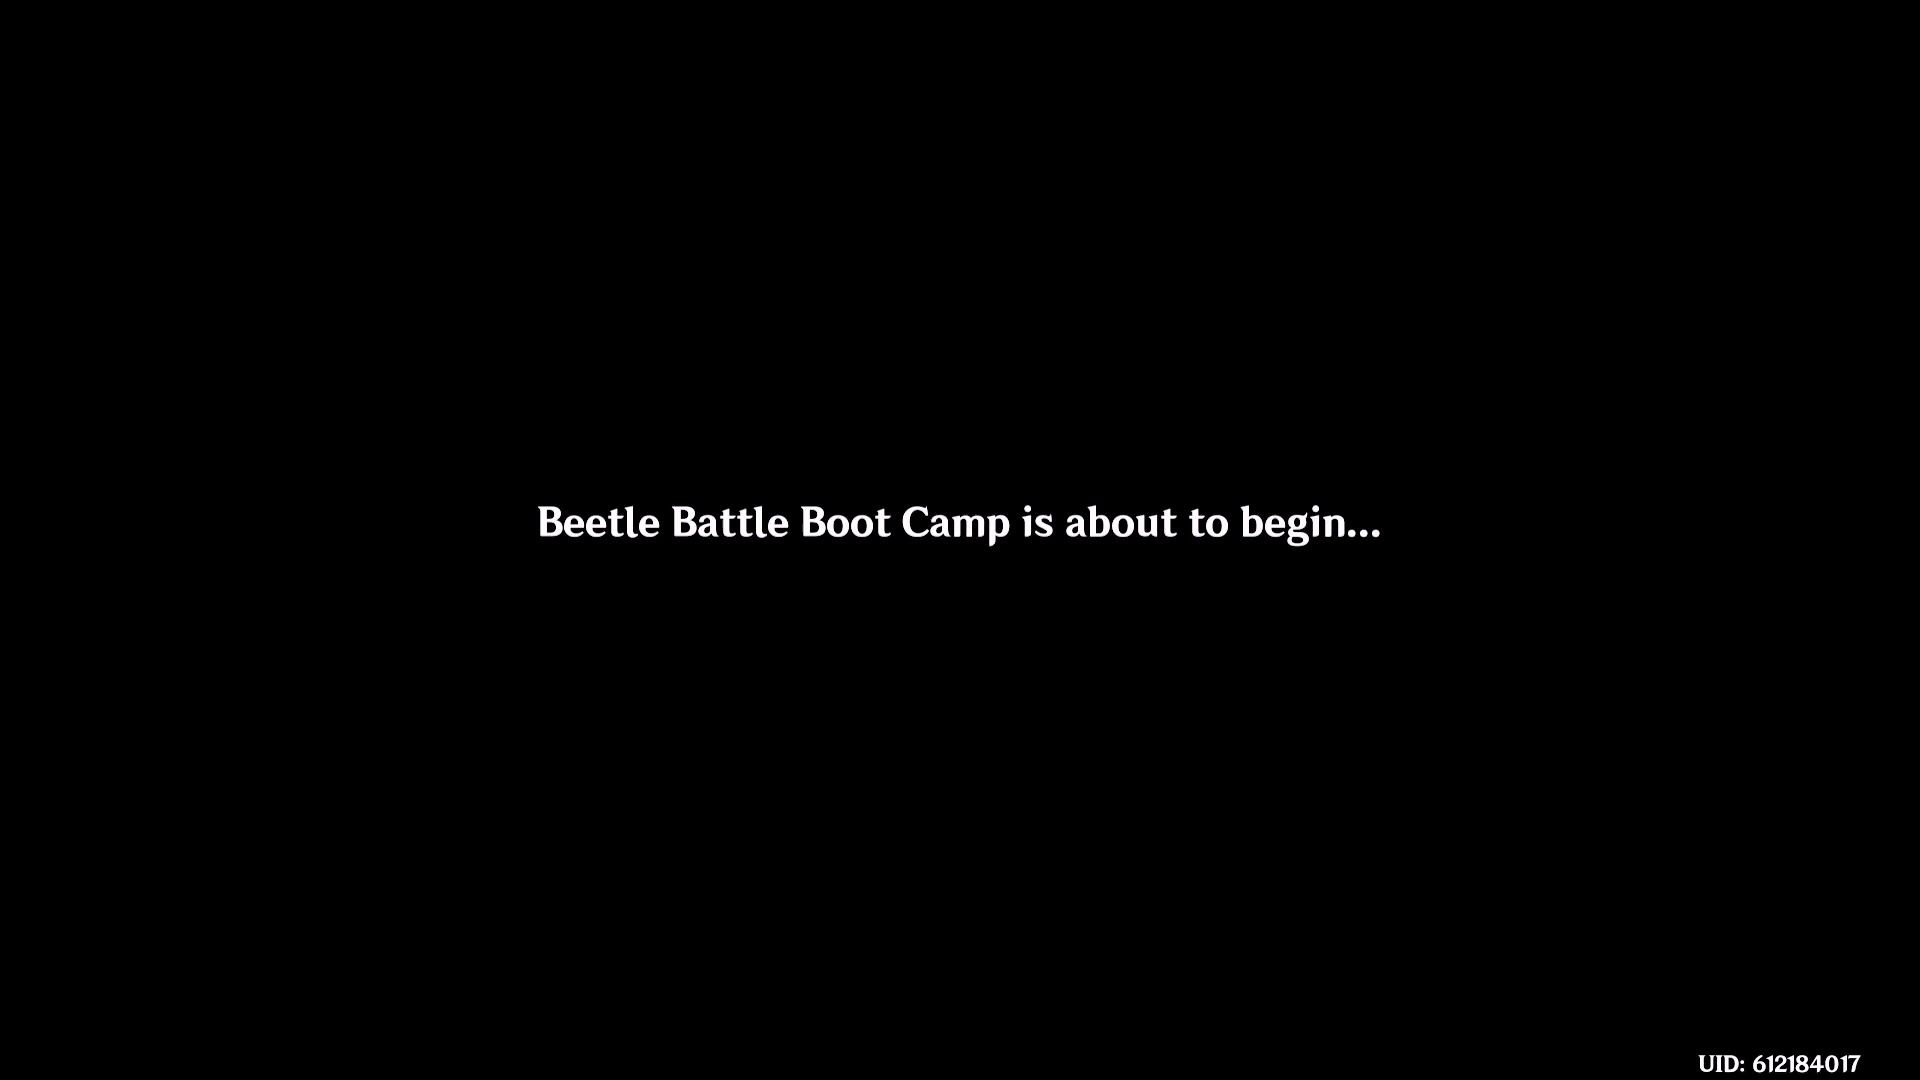 Beetle Battle Boot Camp is about to begin...
UID: 612184017